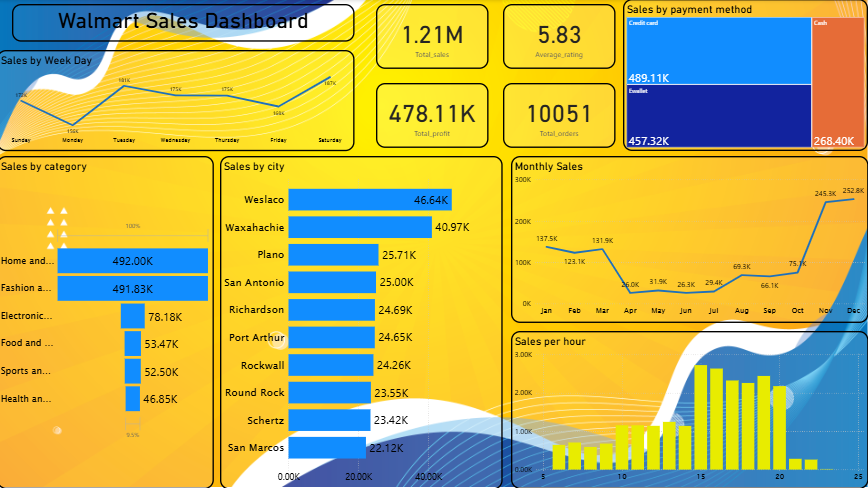 Walmart Sales Dashboard
1.21M
Total_sales
5.83
Average_rating
478.11K
Total_profit
10051
Total_orders
Sales by payment method
Credit card
489.11K
Ewallet
457.32K
Cash
268.40K
Sales by Week Day
181K
175K
175K
187K
Sunday Monday Tuesday Wednesday Thursday Friday Saturday
Sales by category
100%
Home and... 492.00K
Fashion a... 491.83K
Electronic... 78.18K
Food and ... 53.47K
Sports an... 52.50K
Health an... 46.85K
9.5%
Sales by city
Weslaco 46.64K
Waxahachie 40.97K
Plano 25.71K
San Antonio 25.00K
Richardson 24.69K
Port Arthur 24.65K
Rockwall 24.26K
Round Rock 23.55K
Schertz 23.42K
San Marcos 22.12K
0.00K 20.00K 40.00K
Monthly Sales
300K
200K
100K
0K
137.5K 123.1K 131.9K 26.0K 31.9K 26.3K 29.4K 69.3K 66.1K 75.1K 245.3K 252.8K
Jan Feb Mar Apr May Jun Jul Aug Sep Oct Nov Dec
Sales per hour
3.00K
2.00K
1.00K
0.00K
5 10 15 20 25